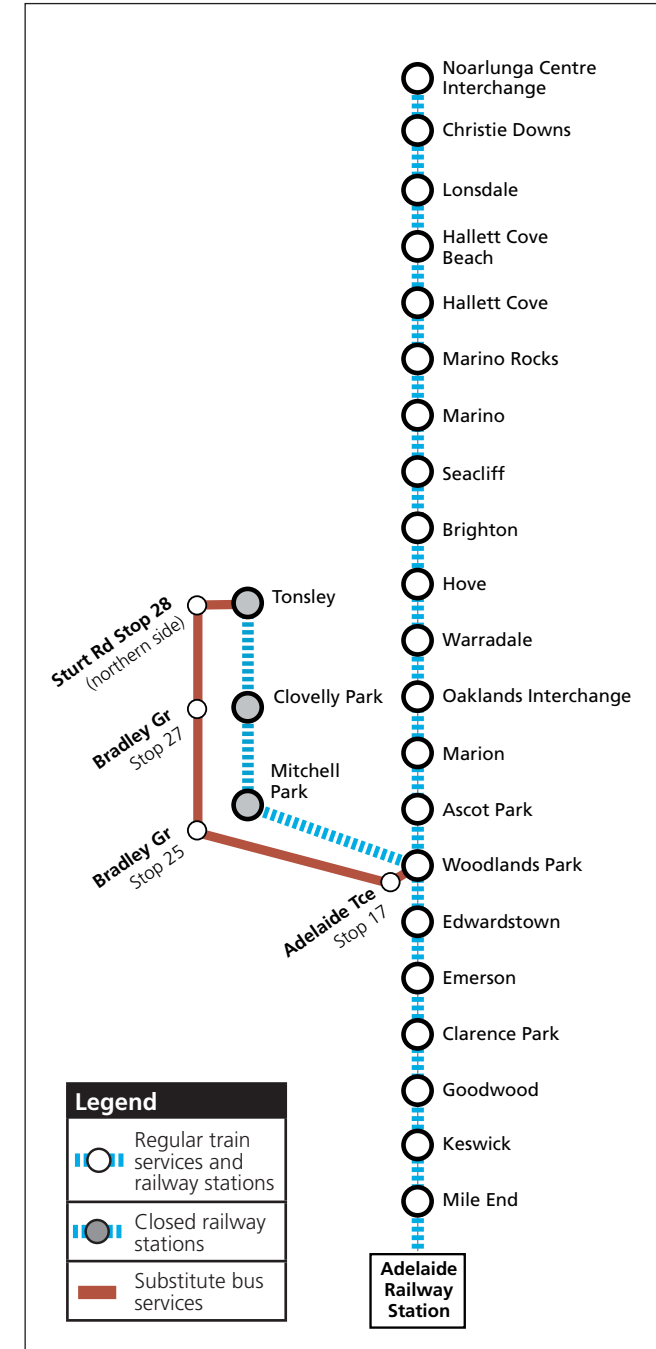 Noarlunga Centre
Interchange
Christie Downs
Lonsdale
Hallett Cove
Beach
Hallett Cove
Marino Rocks
Marino
Seacliff
Brighton
Hove
Warradale
Oaklands Interchange
Marion
Ascot Park
Woodlands Park
Edwardstown
Emerson
Clarence Park
Goodwood
Keswick
Mile End
Adelaide
Railway
Station
Tonsley
Clovelly Park
Mitchell
Park
Sturt Rd Stop 28
(northern side)
Bradley Gr
Stop 27
Bradley Gr
Stop 25
Adelaide Tce
Stop 17
Legend
Regular train
services and
railway stations
Closed railway
stations
Substitute bus
services